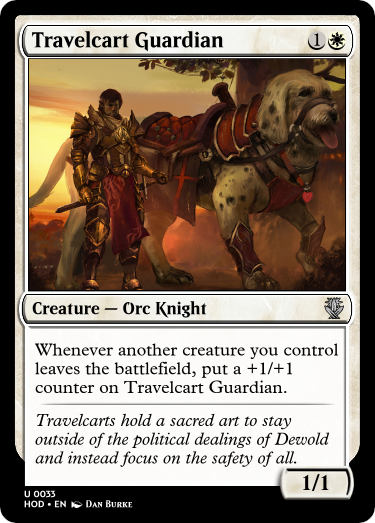 Travelcart Guardian 1
Creature — Orc Knight
Whenever another creature you control
leaves the battlefield, put a +1/+1
counter on Travelcart Guardian.
Travelcarts hold a sacred art to stay
outside of the political dealings of Dewold
and instead focus on the safety of all.
1/1
U 0033
HOD • EN DAN BURKE